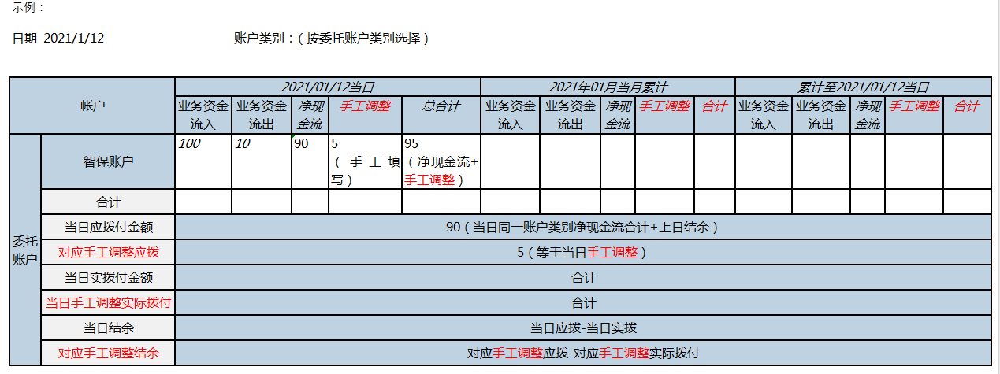 示例：
日期 2021/1/12 账户类别：（按委托账户类别选择）
帐户 2021/01/12当日 2021年01月当月累计 累计至2021/01/12当日
业务资金流入 业务资金流出 净现金流 手工调整 总合计 业务资金流入 业务资金流出 净现金流 手工调整 合计 业务资金流入 业务资金流出 净现金流 手工调整 合计
委托账户
智保账户 100 10 90 5（手工填写） 95（净现金流+手工调整）
合计
当日应拨付金额 90（当日同一账户类别净现金流合计+上日结余）
对应手工调整应拨 5（等于当日手工调整）
当日实拨付金额 合计
当日手工调整实际拨付 合计
当日结余 当日应拨-当日实拨
对应手工调整结余 对应手工调整应拨-对应手工调整实际拨付